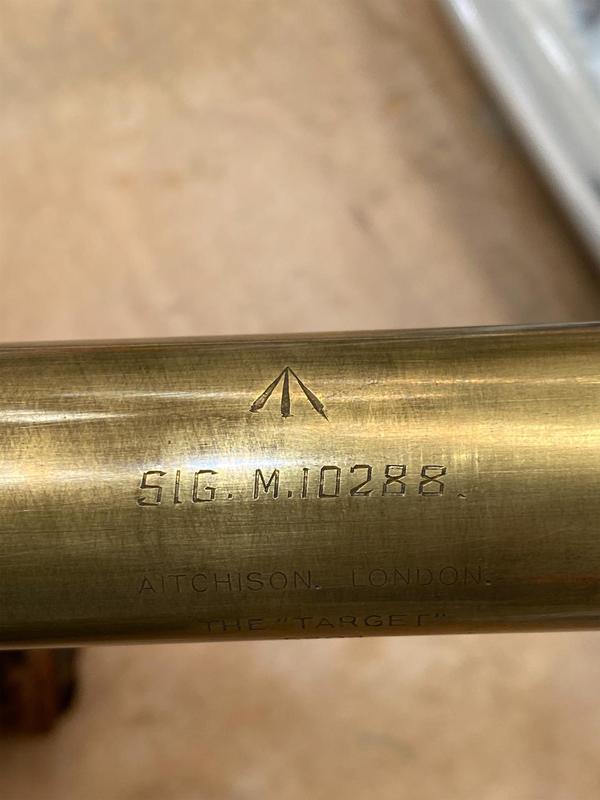 SIG. M.10288.
AITCHISON. LONDON.
THE "TARGET"